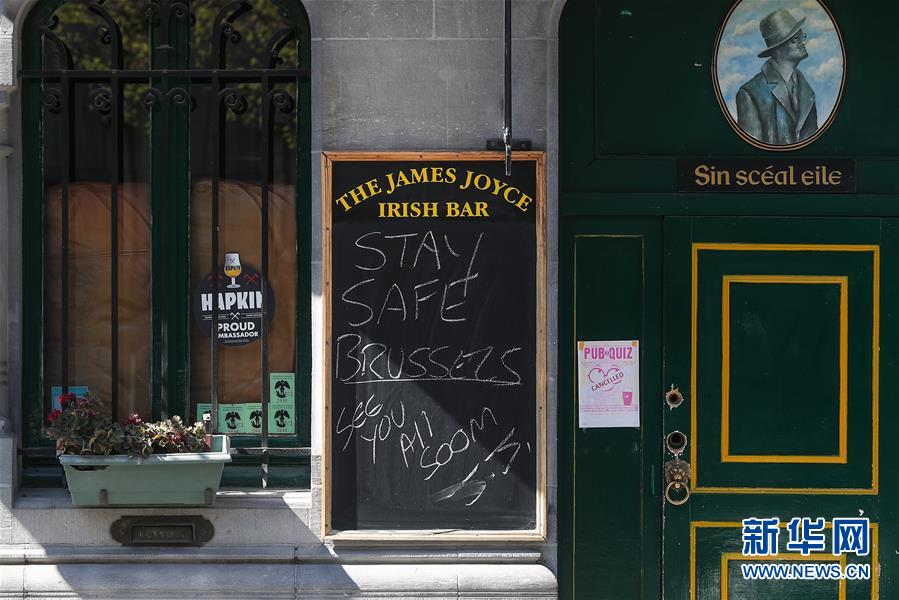 THE JAMES JOYCE
IRISH BAR
STAY
SAFE
BRUSSELS
SEE YOU All SOOM
Sin scéal eile
HAPKIN
PROUD
AMBASSADOR
PUB QUIZ
CANCELLED
新华网
WWW.NEWS.CN